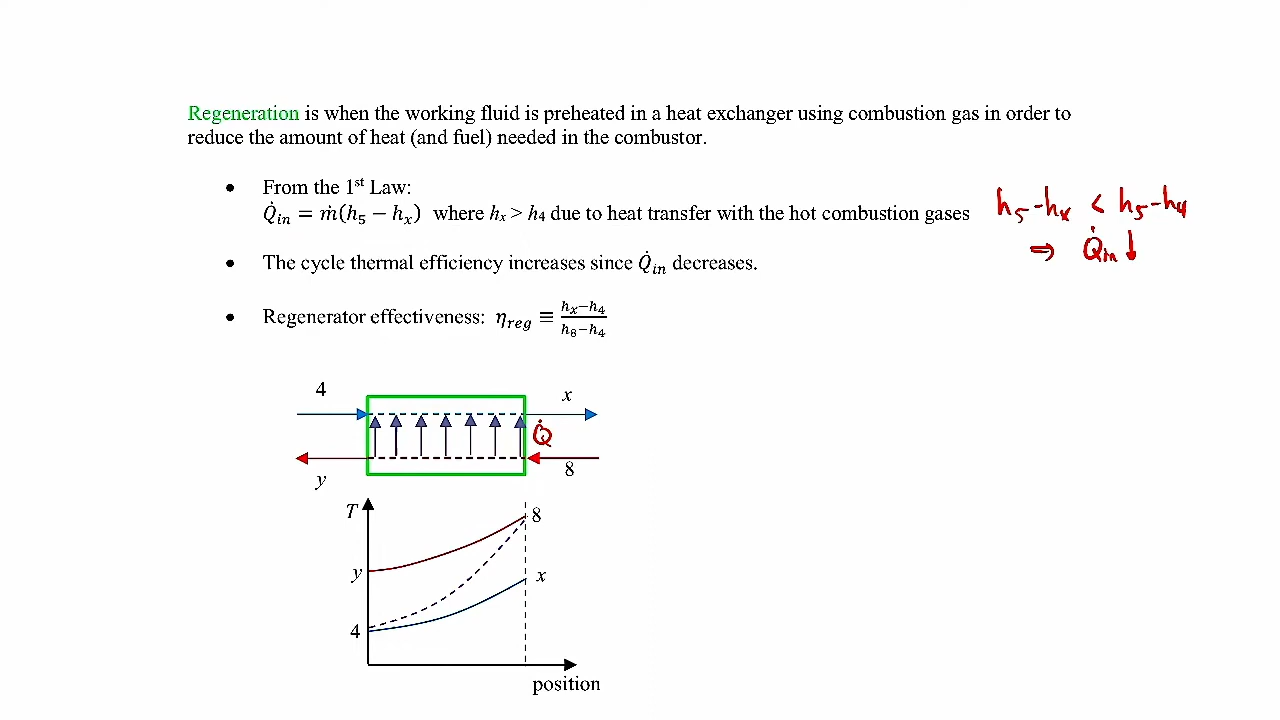 Regeneration is when the working fluid is preheated in a heat exchanger using combustion gas in order to
reduce the amount of heat (and fuel) needed in the combustor.
• From the 1st Law:
Q̇in = ṁ(h5 − hx) where hx > h4 due to heat transfer with the hot combustion gases
h5-hx < h5-h4
⇒ Q̇in ↓
• The cycle thermal efficiency increases since Q̇in decreases.
• Regenerator effectiveness: ηreg ≡ (hx−h4)/(h8−h4)
4
x
Q̇
y
8
T
8
y
x
4
position